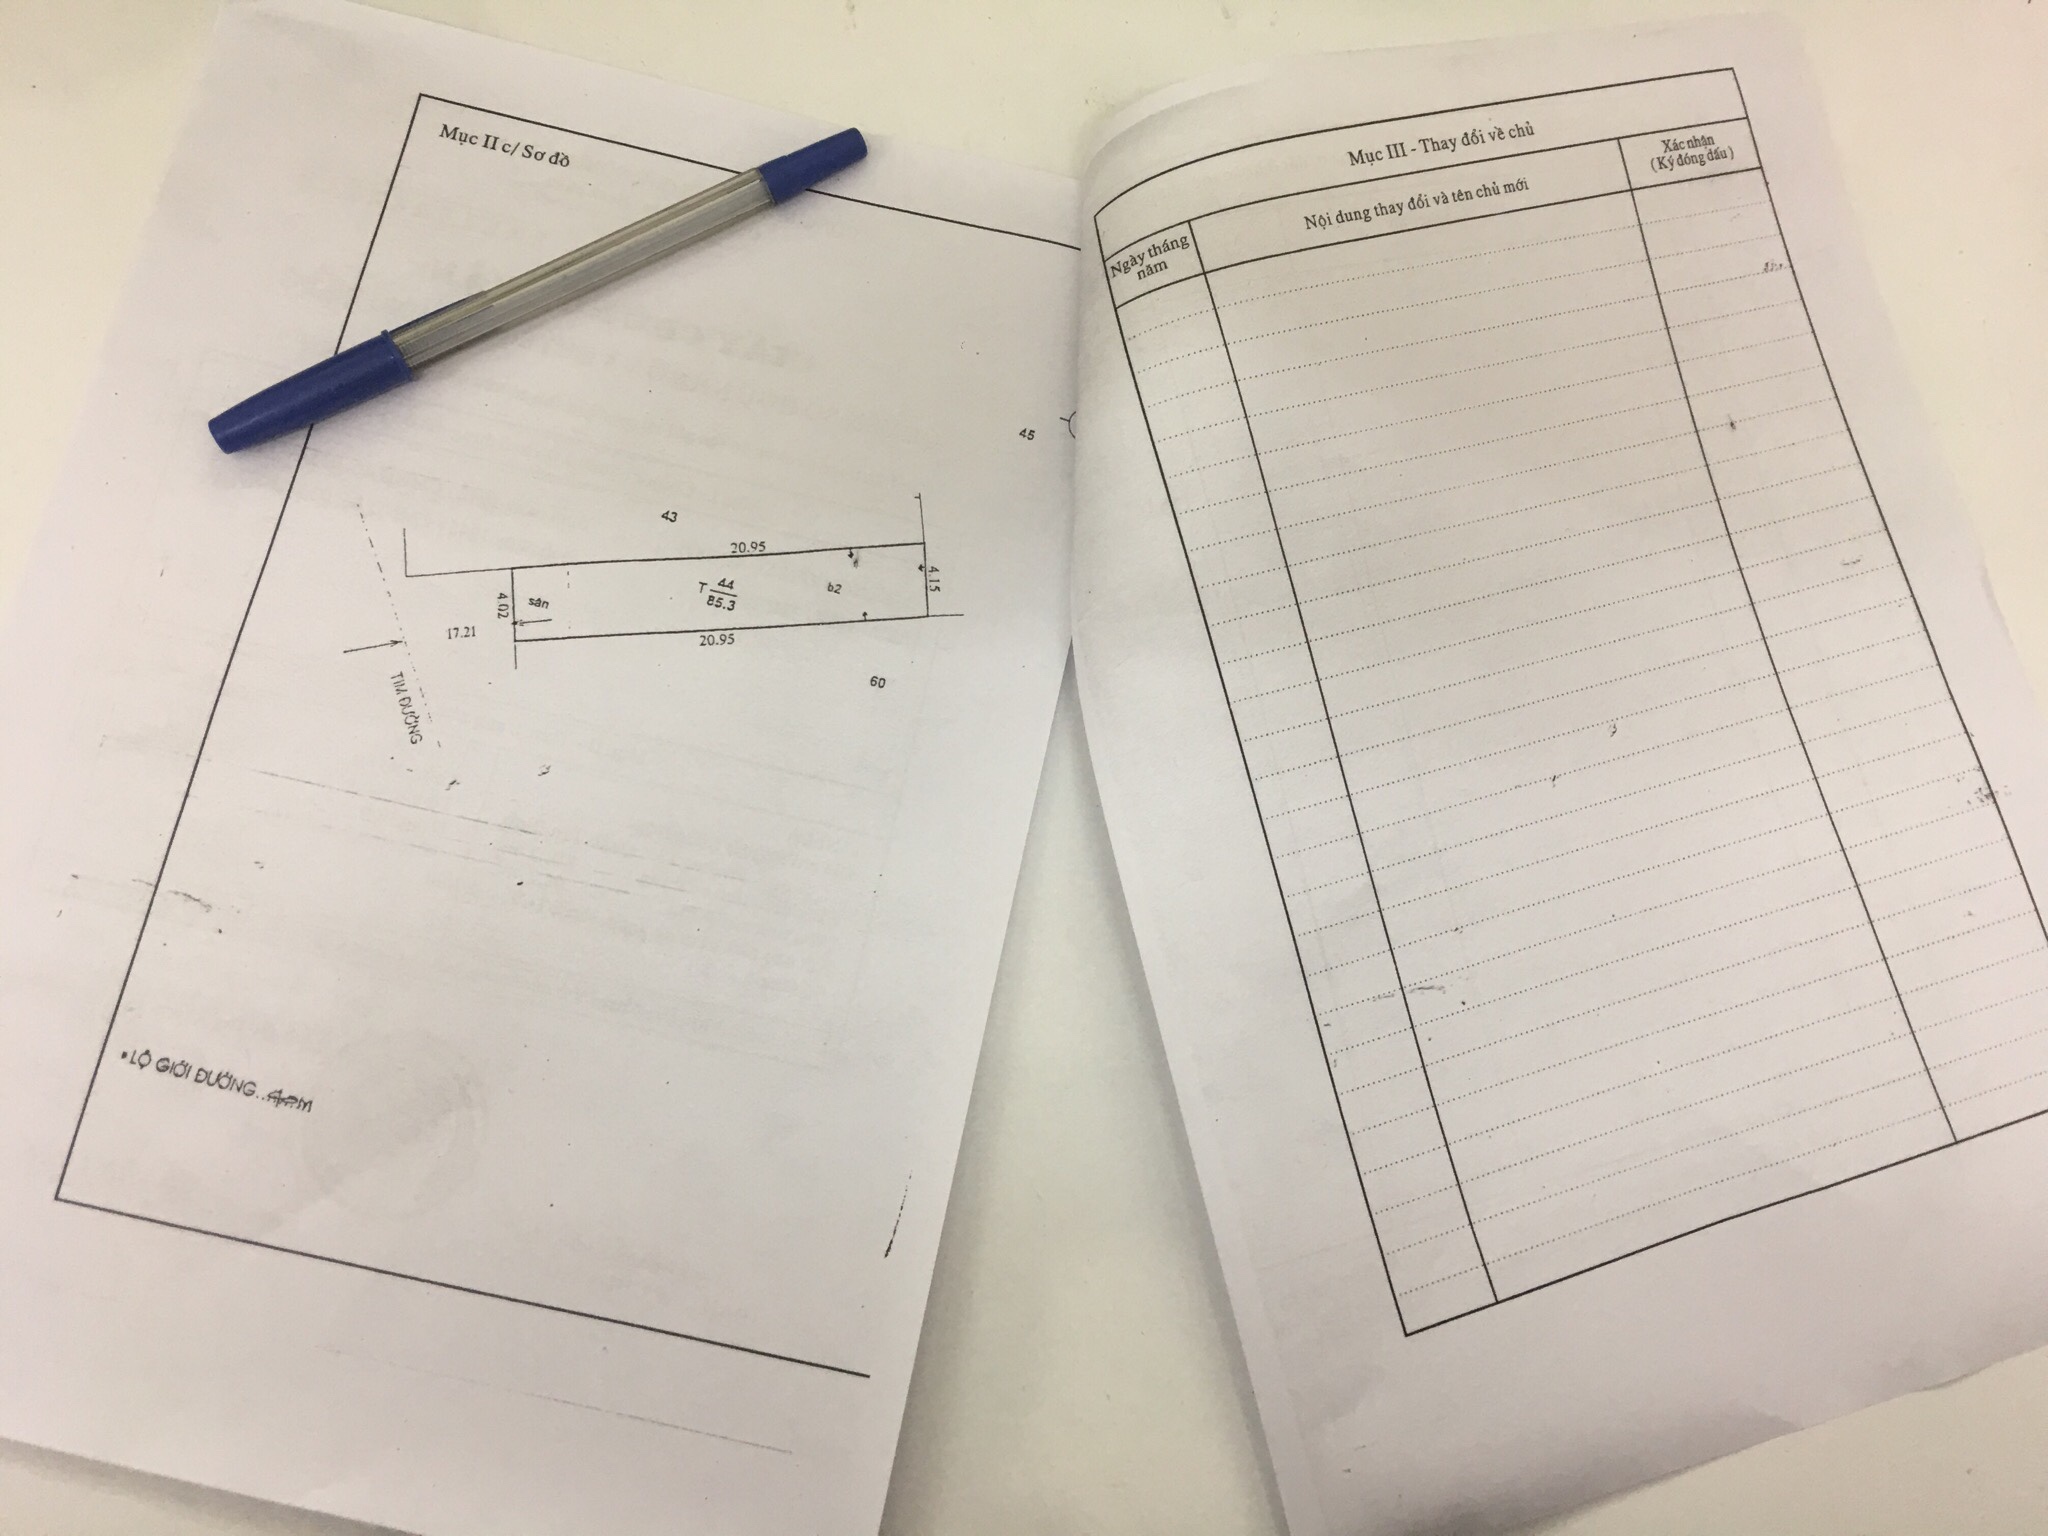 Mục II c/ Sơ đồ
45
43
20.95
4.15
b2
T 44
85.3
sân
4.02
17.21
20.95
60
TIM ĐƯỜNG
• LỘ GIỚI ĐƯỜNG
Mục III - Thay đổi về chủ
Ngày tháng
năm
Nội dung thay đổi và tên chủ mới
Xác nhận
(Ký đóng dấu)